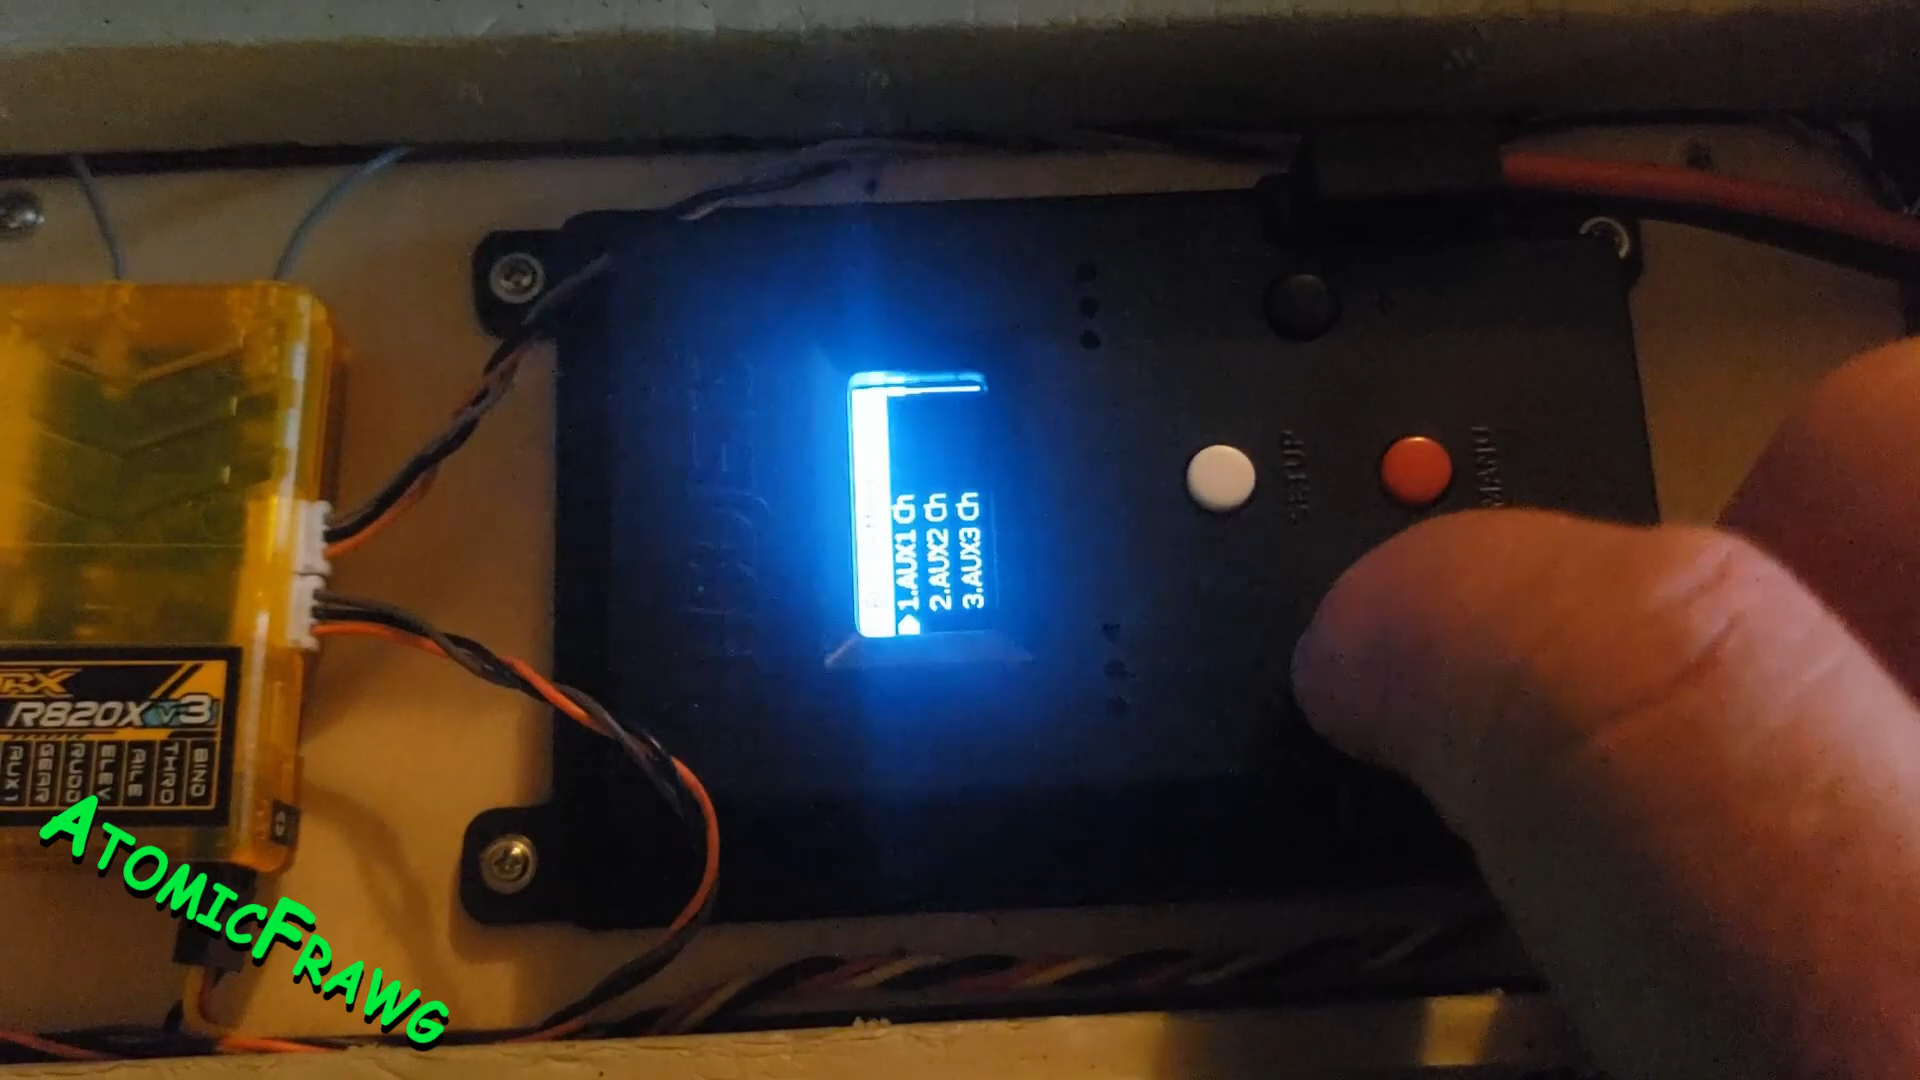 1.AUX1 Ch
2.AUX2 Ch
3.AUX3 Ch
SETUP
R820X v3
BIND
THRO
AILE
ELEV
RUDD
GEAR
AUX1
ATOMICFRAWG